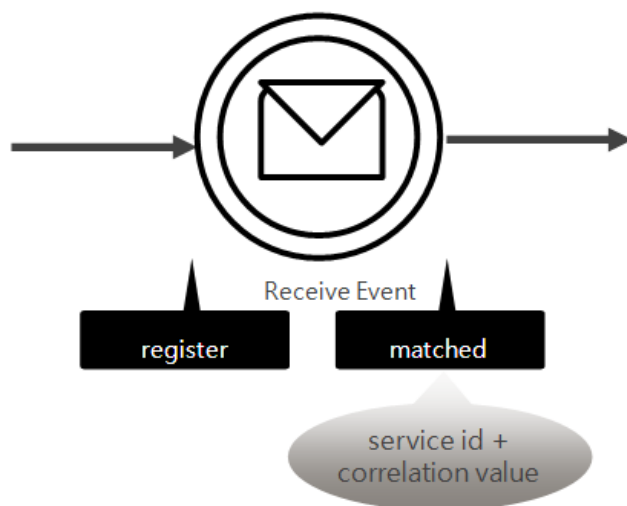 Receive Event
register
matched
service id +
correlation value